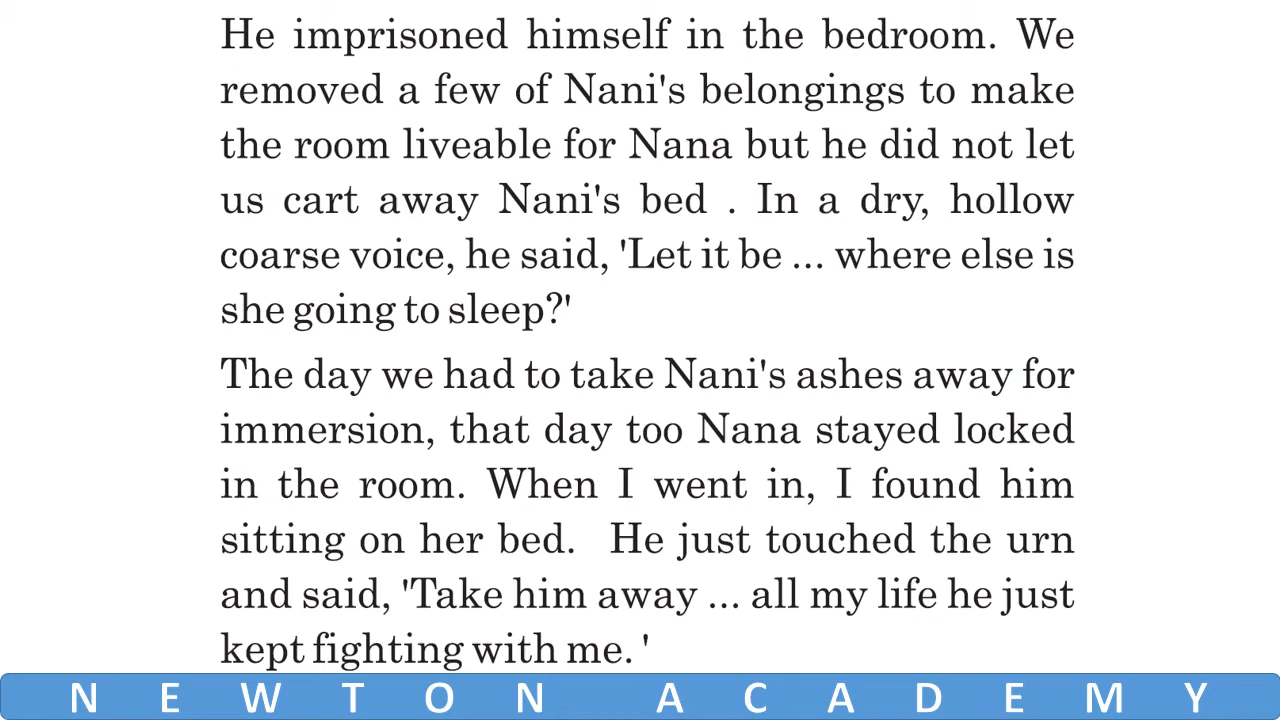 He imprisoned himself in the bedroom. We
removed a few of Nani's belongings to make
the room liveable for Nana but he did not let
us cart away Nani's bed . In a dry, hollow
coarse voice, he said, 'Let it be ... where else is
she going to sleep?'
The day we had to take Nani's ashes away for
immersion, that day too Nana stayed locked
in the room. When I went in, I found him
sitting on her bed. He just touched the urn
and said, 'Take him away ... all my life he just
kept fighting with me. '
NEWTON ACADEMY